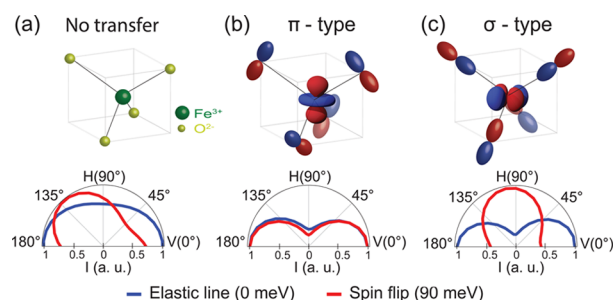 (a) No transfer
(b) π - type
(c) σ - type
Fe³⁺
O²⁻
H(90°)
135° 45°
180° V(0°)
1 0.5 0 0.5 1
I (a. u.)
H(90°)
135° 45°
180° V(0°)
1 0.5 0 0.5 1
I (a. u.)
H(90°)
135° 45°
180° V(0°)
1 0.5 0 0.5 1
I (a. u.)
Elastic line (0 meV) Spin flip (90 meV)